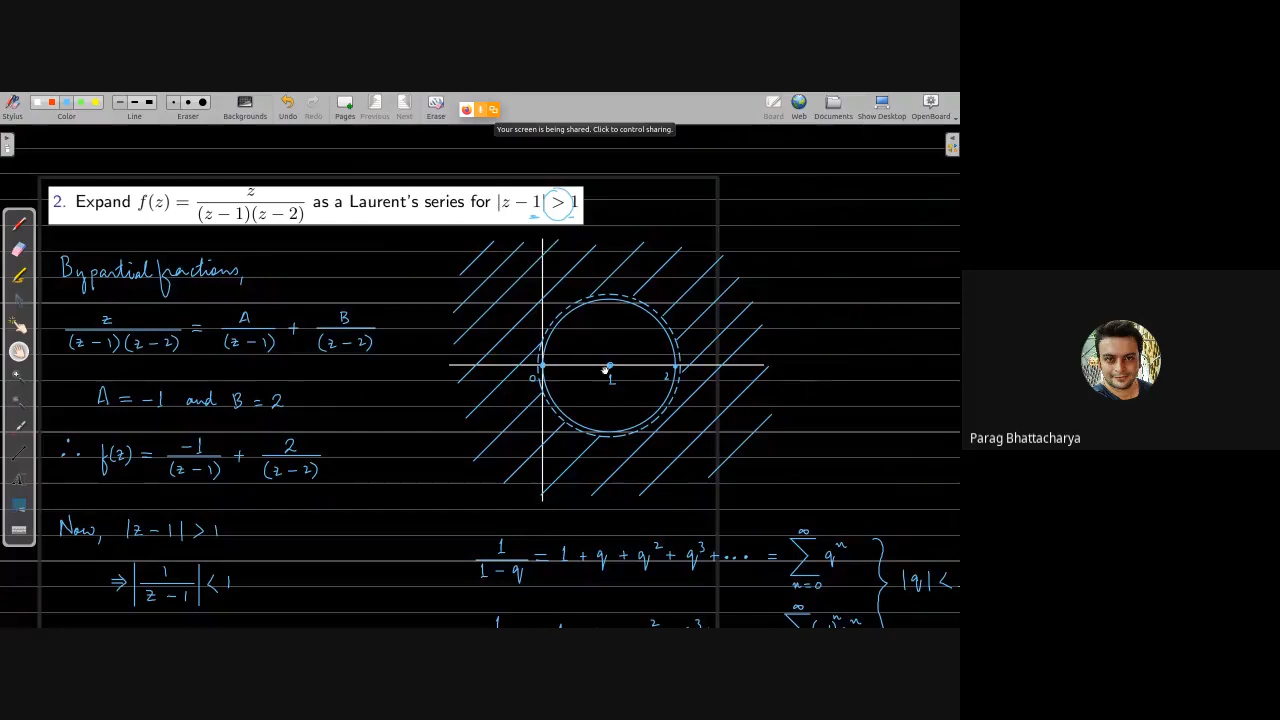 Stylus Color Line Eraser Backgrounds Undo Redo Pages Previous Next Erase Board Web Documents Show Desktop OpenBoard
Your screen is being shared. Click to control sharing.
2. Expand f(z) = z / (z − 1)(z − 2) as a Laurent's series for |z − 1| > 1
By partial fractions,
z / (z − 1)(z − 2) = A / (z − 1) + B / (z − 2)
0 1 2
A = −1 and B = 2
∴ f(z) = −1 / (z − 1) + 2 / (z − 2)
Parag Bhattacharya
Now, |z − 1| > 1
1 / 1 − q = 1 + q + q² + q³ + ··· = ∑ n=0 ∞ qⁿ } |q| <
⇒ |1 / z − 1| < 1